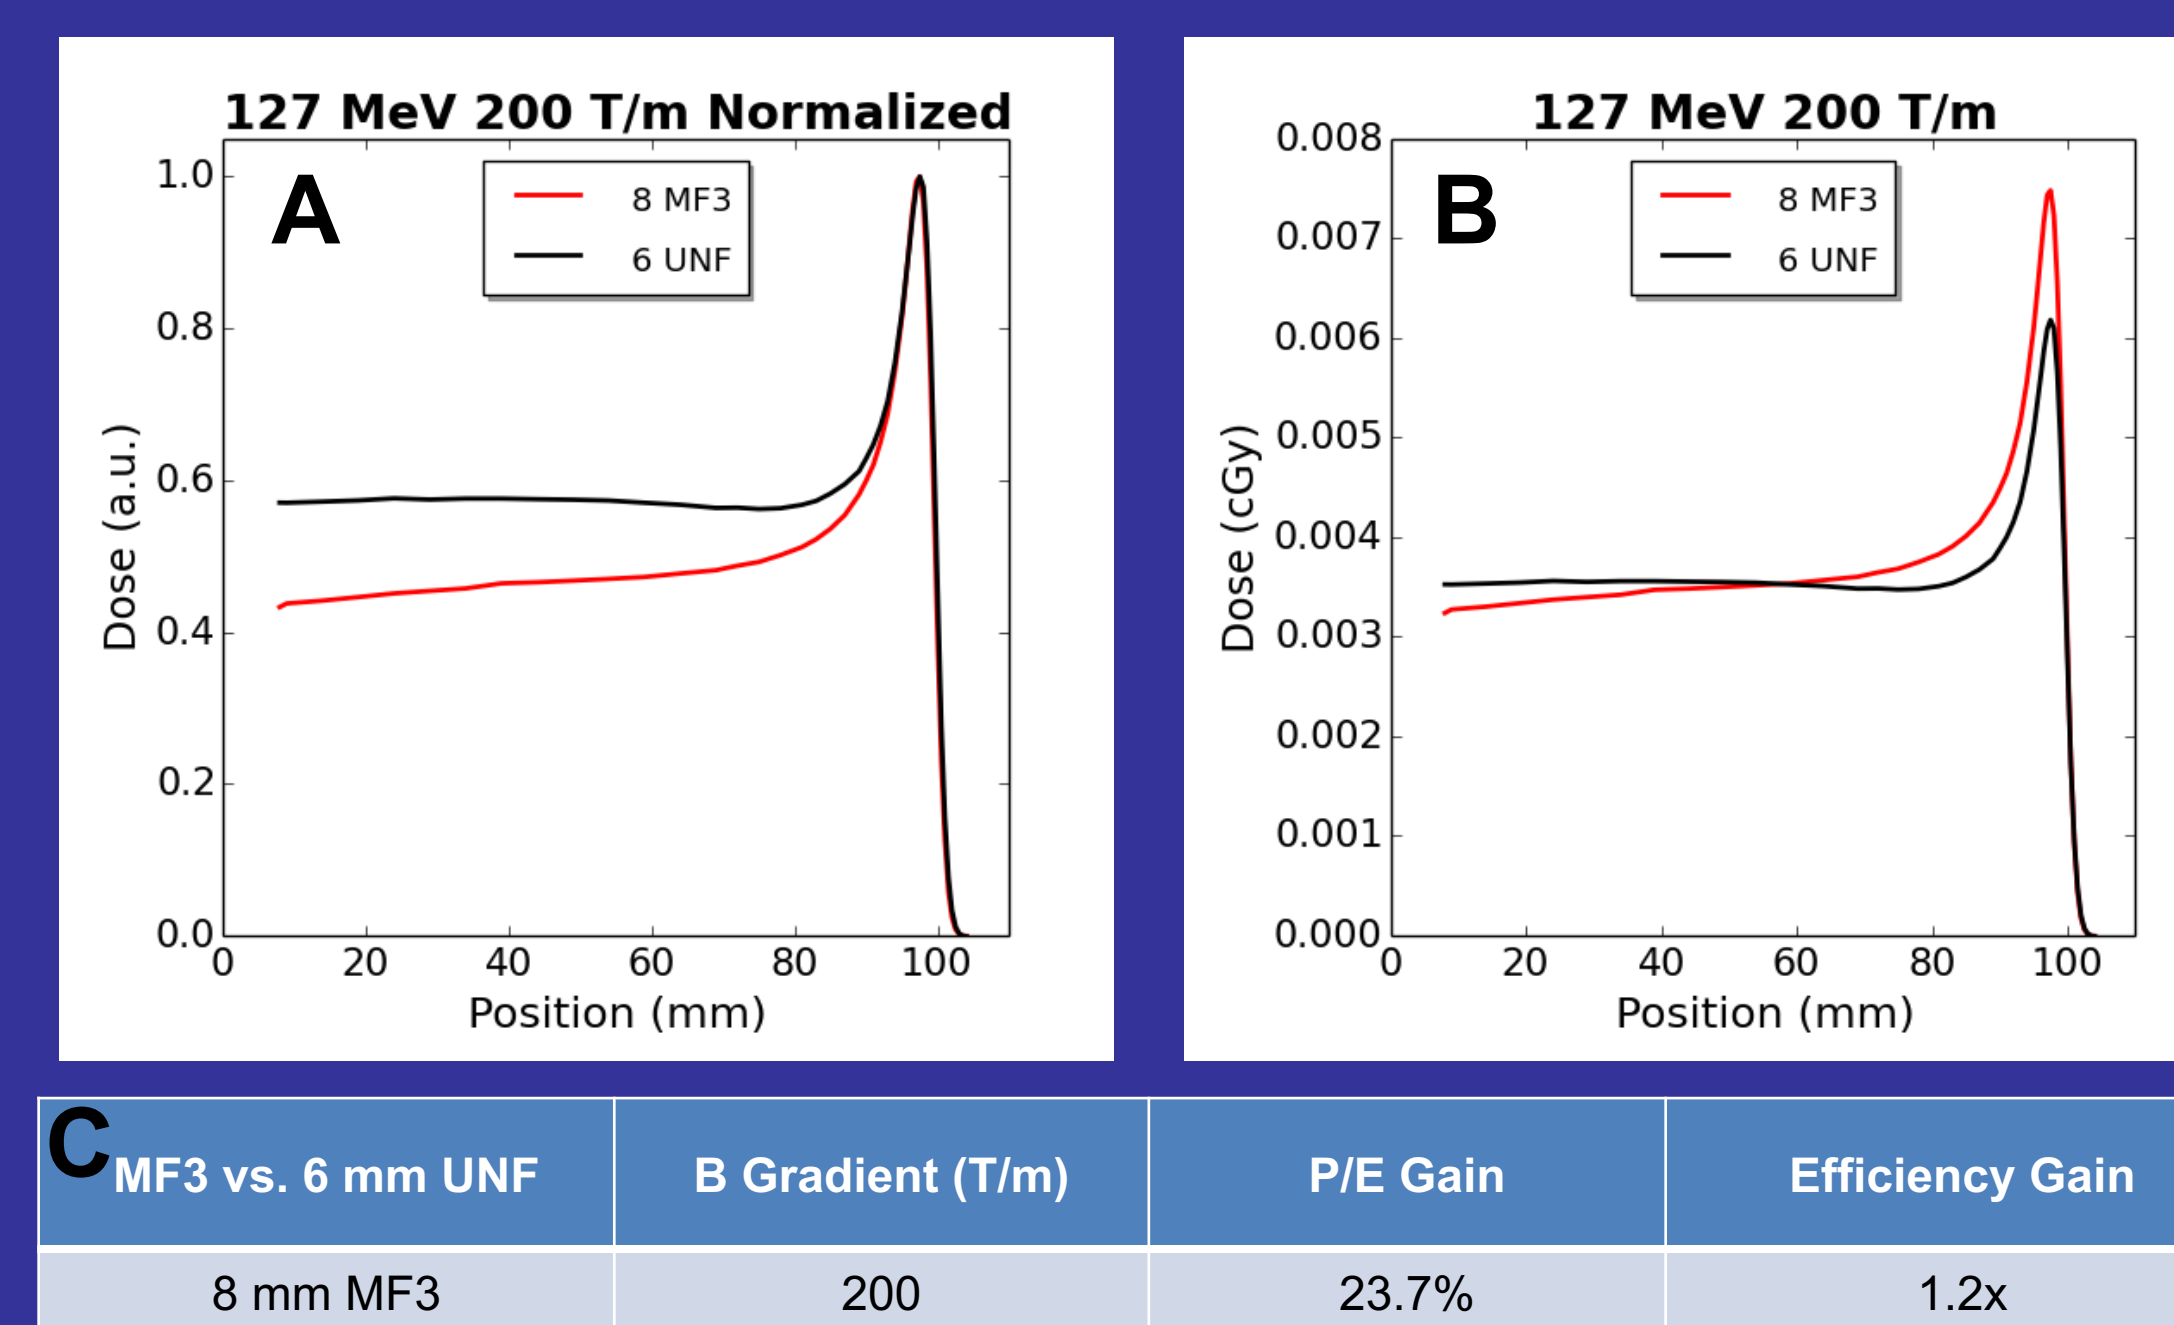 127 MeV 200 T/m Normalized
A
8 MF3
6 UNF
1.0
0.8
0.6
0.4
0.2
0.0
Dose (a.u.)
0 20 40 60 80 100
Position (mm)
127 MeV 200 T/m
B
8 MF3
6 UNF
0.008
0.007
0.006
0.005
0.004
0.003
0.002
0.001
0.000
Dose (cGy)
0 20 40 60 80 100
Position (mm)
C
MF3 vs. 6 mm UNF B Gradient (T/m) P/E Gain Efficiency Gain
8 mm MF3 200 23.7% 1.2x